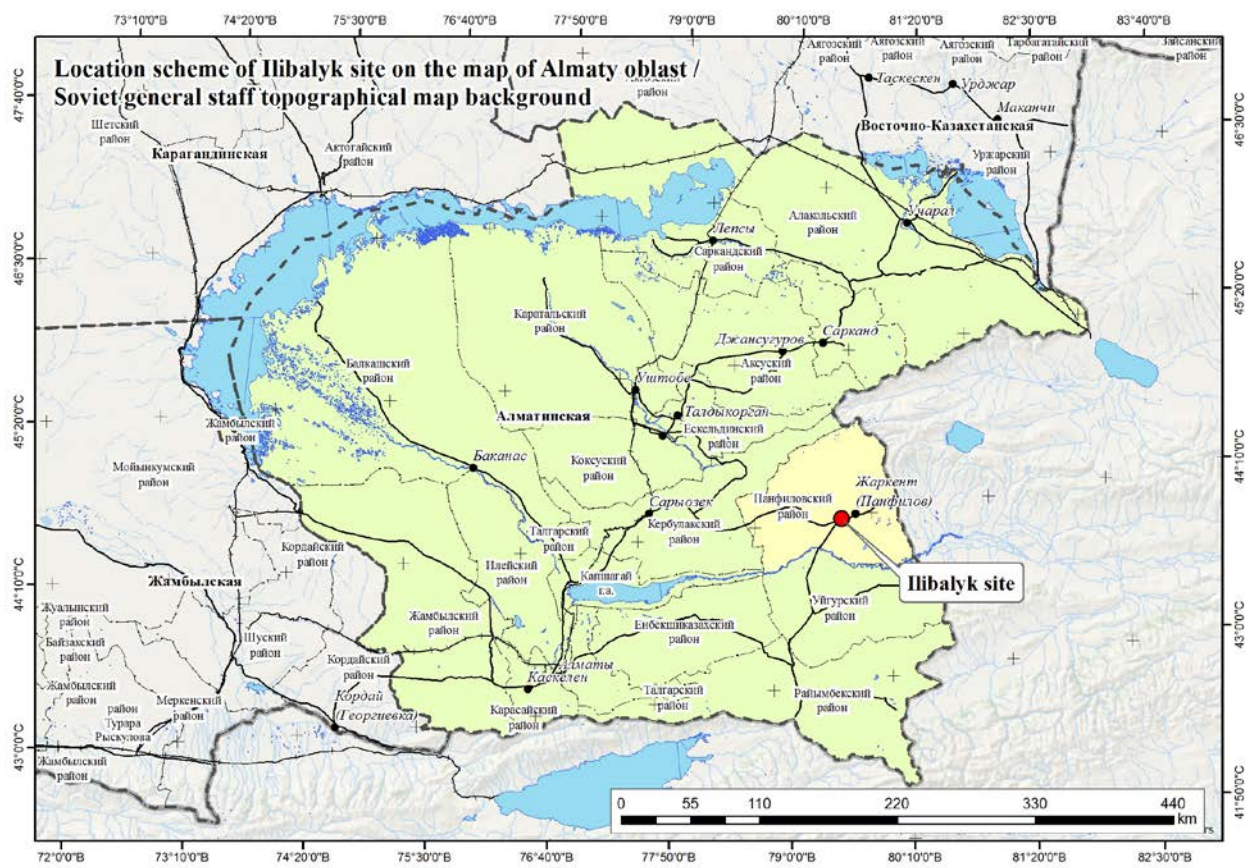 73°10'0"В 74°20'0"В 75°30'0"В 76°40'0"В 77°50'0"В 79°0'0"В 80°10'0"В 81°20'0"В 82°30'0"В 83°40'0"В
Location scheme of Ilibalyk site on the map of Almaty oblast /
Soviet general staff topographical map background
Аягозский
район
Аягозский
район
Аягозский
район
Тарбагатайский
район
Зайсанский
район
район
Таскескен
Урджар
Маканчи
Восточно-Казахстанская
Уржарский
район
47°40'0"С
46°30'0"С
45°20'0"С
44°10'0"С
43°0'0"С
46°30'0"С
45°20'0"С
44°10'0"С
43°0'0"С
41°50'0"С
Шетский
район
Карагандинская
Актогайский
район
Алакольский
район
Учарал
Лепсы
Саркандский
район
Каратальский
район
Джансугуров
Сарканд
Аксуский
район
Балкашский
район
Уштобе
Талдыкорган
Алматинская
Ескельдинский
район
Жамбылский
район
Мойынкумский
район
Баканас
Коксуский
район
Жаркент
(Панфилов)
Сарыозек
Панфиловский
район
Кербулакский
район
Талгарский
район
Кордайский
район
Илейский
район
Жамбылская
Капшагай
г.а.
Ilibalyk site
Уйгурский
район
Жуалынский
район
Байзахский
район
Шуский
район
Жамбылский
район
Енбекшиказахский
район
Кордайский
район
Алматы
Каскелен
Жамбылский
район
Меркенский
район
район
Турара
Рыскулова
Кордай
(Георгиевка)
Карасайский
район
Талгарский
район
Райымбекский
район
Жамбылский
район
0 55 110 220 330 440
km
rs
72°0'0"В 73°10'0"В 74°20'0"В 75°30'0"В 76°40'0"В 77°50'0"В 79°0'0"В 80°10'0"В 81°20'0"В 82°30'0"В